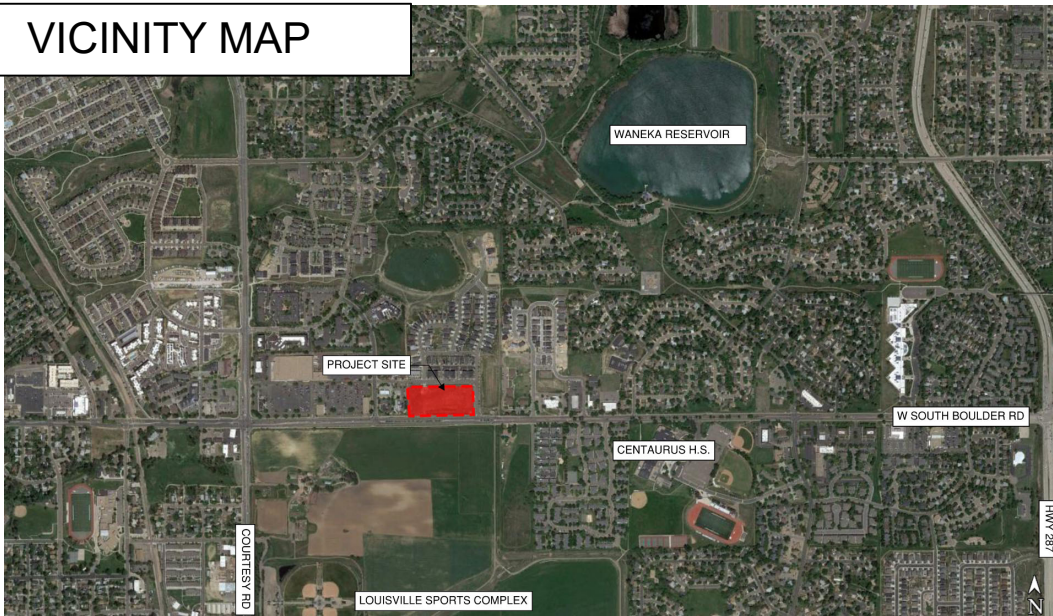 VICINITY MAP
WANEKA RESERVOIR
PROJECT SITE
W SOUTH BOULDER RD
CENTAURUS H.S.
COURTESY RD
HWY 287
LOUISVILLE SPORTS COMPLEX
N